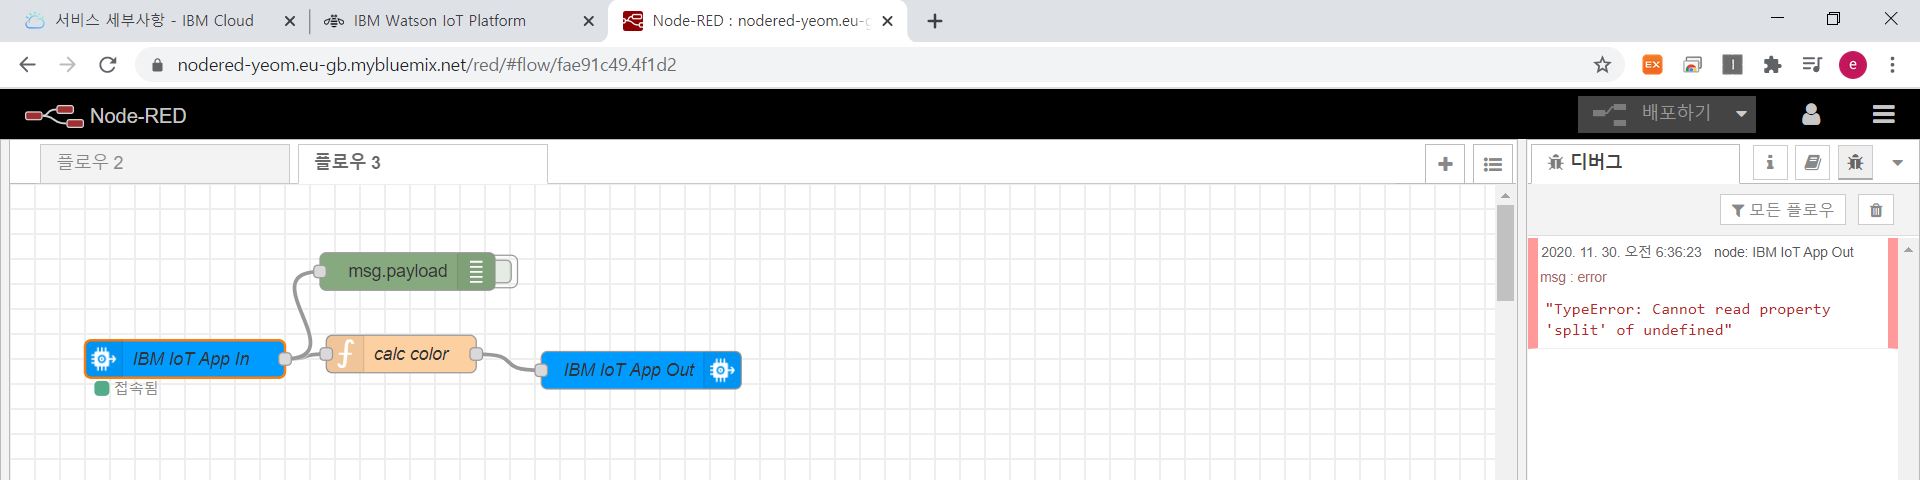 서비스 세부사항 - IBM Cloud
IBM Watson IoT Platform
Node-RED : nodered-yeom.eu-g
nodered-yeom.eu-gb.mybluemix.net/red/#flow/fae91c49.4f1d2
EX
I
e
Node-RED
배포하기
플로우 2
플로우 3
디버그
i
모든 플로우
2020. 11. 30. 오전 6:36:23 node: IBM IoT App Out
msg : error
"TypeError: Cannot read property
'split' of undefined"
msg.payload
IBM IoT App In
접속됨
f
calc color
IBM IoT App Out